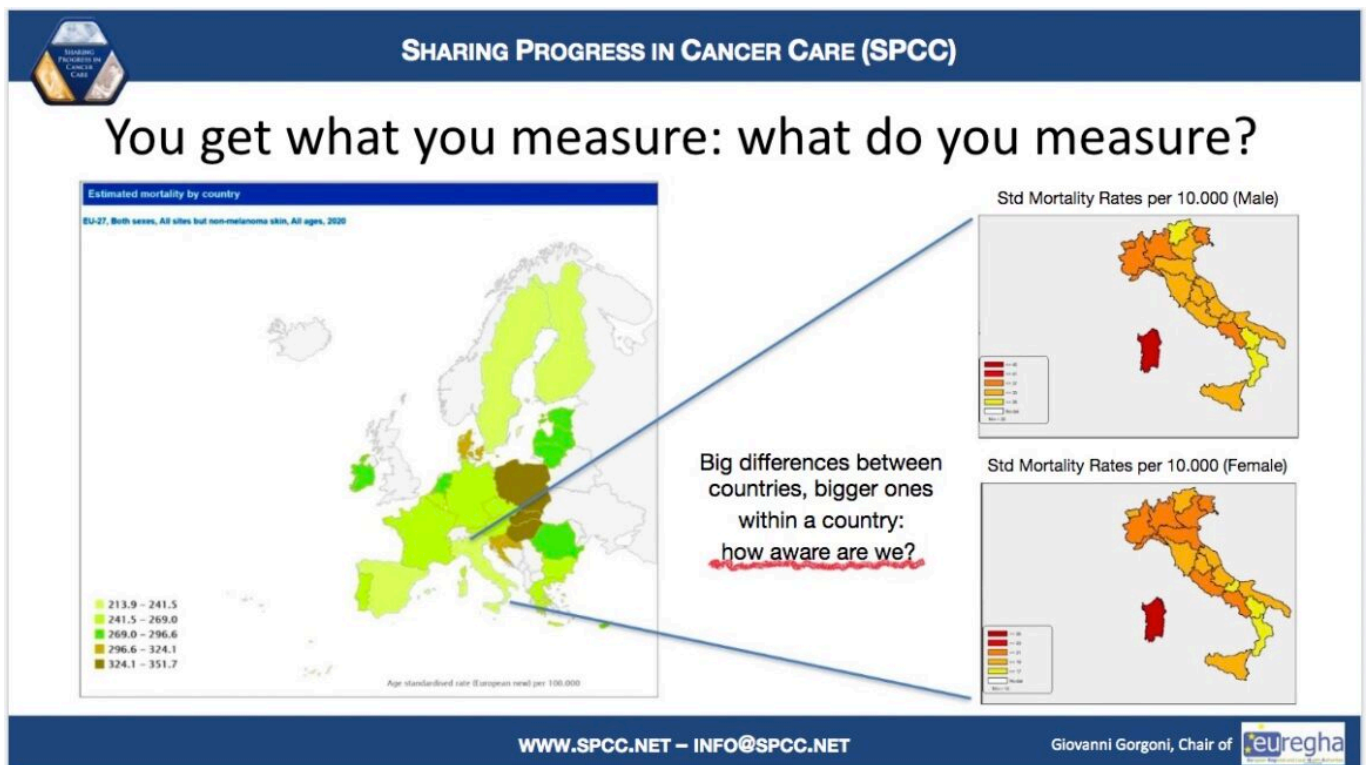 SHARING
PROGRESS IN
CANCER
CARE
SHARING PROGRESS IN CANCER CARE (SPCC)
You get what you measure: what do you measure?
Estimated mortality by country
EU-27, Both sexes, All sites but non-melanoma skin, All ages, 2020
213.9 – 241.5
241.5 – 269.0
269.0 – 296.6
296.6 – 324.1
324.1 – 351.7
Age standardised rate (European new) per 100.000
Big differences between
countries, bigger ones
within a country:
how aware are we?
Std Mortality Rates per 10.000 (Male)
Std Mortality Rates per 10.000 (Female)
WWW.SPCC.NET – INFO@SPCC.NET
Giovanni Gorgoni, Chair of
euregha